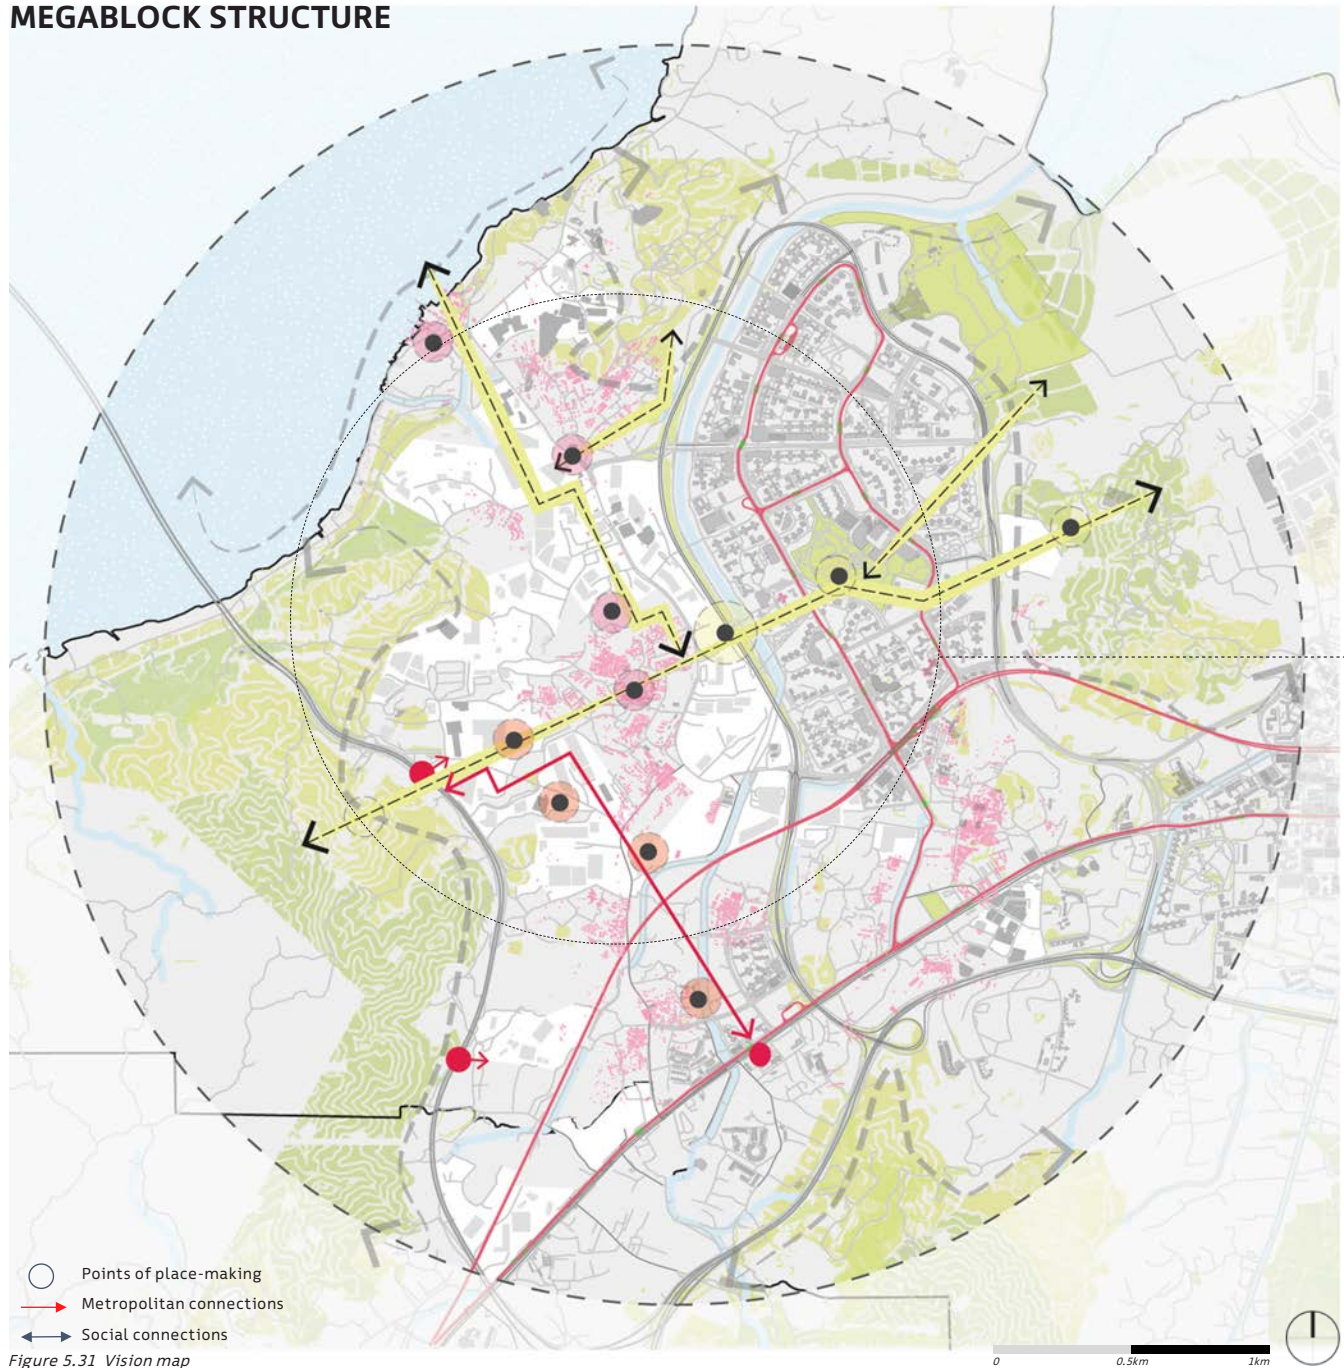 MEGABLOCK STRUCTURE
Points of place-making
Metropolitan connections
Social connections
Figure 5.31 Vision map
0 0.5km 1km